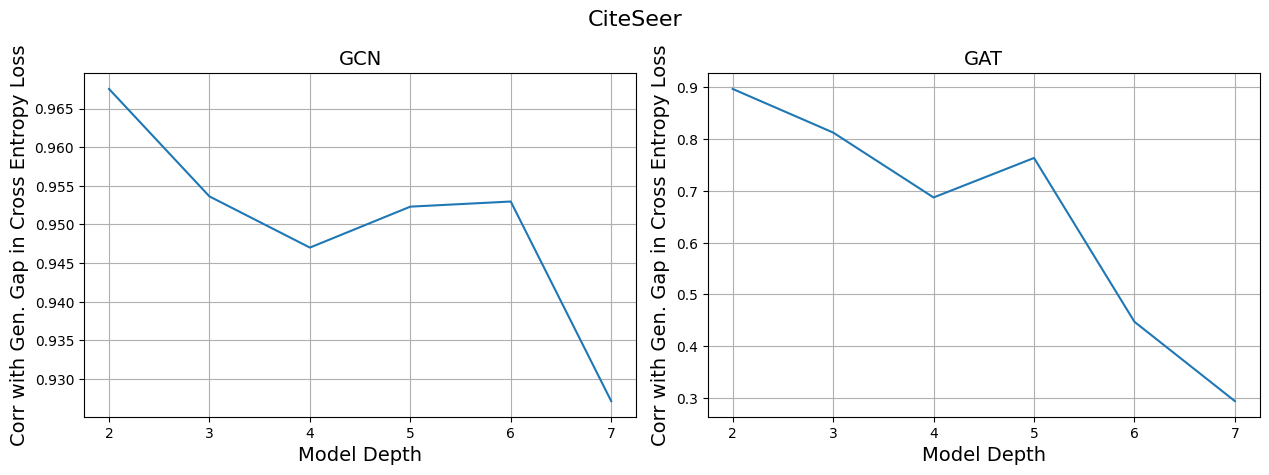 CiteSeer
GCN
Corr with Gen. Gap in Cross Entropy Loss
0.965
0.960
0.955
0.950
0.945
0.940
0.935
0.930
2 3 4 5 6 7
Model Depth
GAT
Corr with Gen. Gap in Cross Entropy Loss
0.9
0.8
0.7
0.6
0.5
0.4
0.3
2 3 4 5 6 7
Model Depth